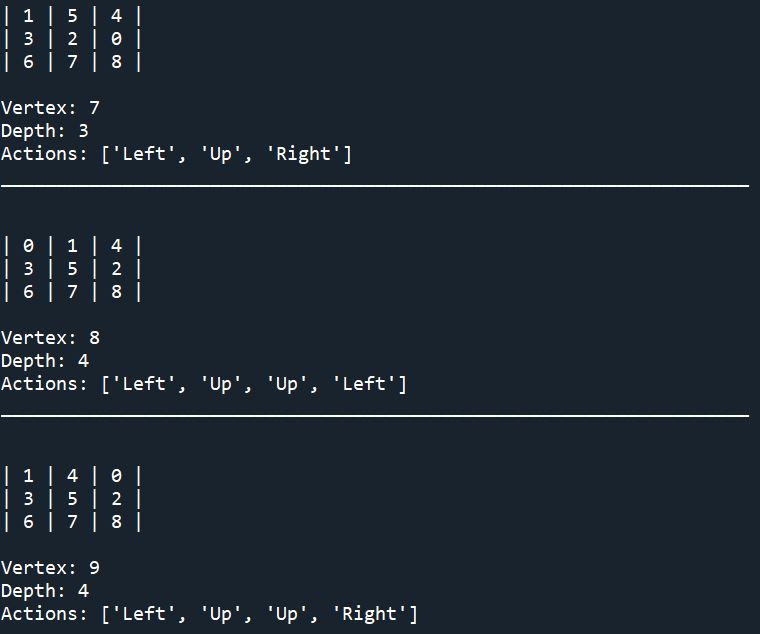 | 1 | 5 | 4 |
| 3 | 2 | 0 |
| 6 | 7 | 8 |
Vertex: 7
Depth: 3
Actions: ['Left', 'Up', 'Right']
| 0 | 1 | 4 |
| 3 | 5 | 2 |
| 6 | 7 | 8 |
Vertex: 8
Depth: 4
Actions: ['Left', 'Up', 'Up', 'Left']
| 1 | 4 | 0 |
| 3 | 5 | 2 |
| 6 | 7 | 8 |
Vertex: 9
Depth: 4
Actions: ['Left', 'Up', 'Up', 'Right']